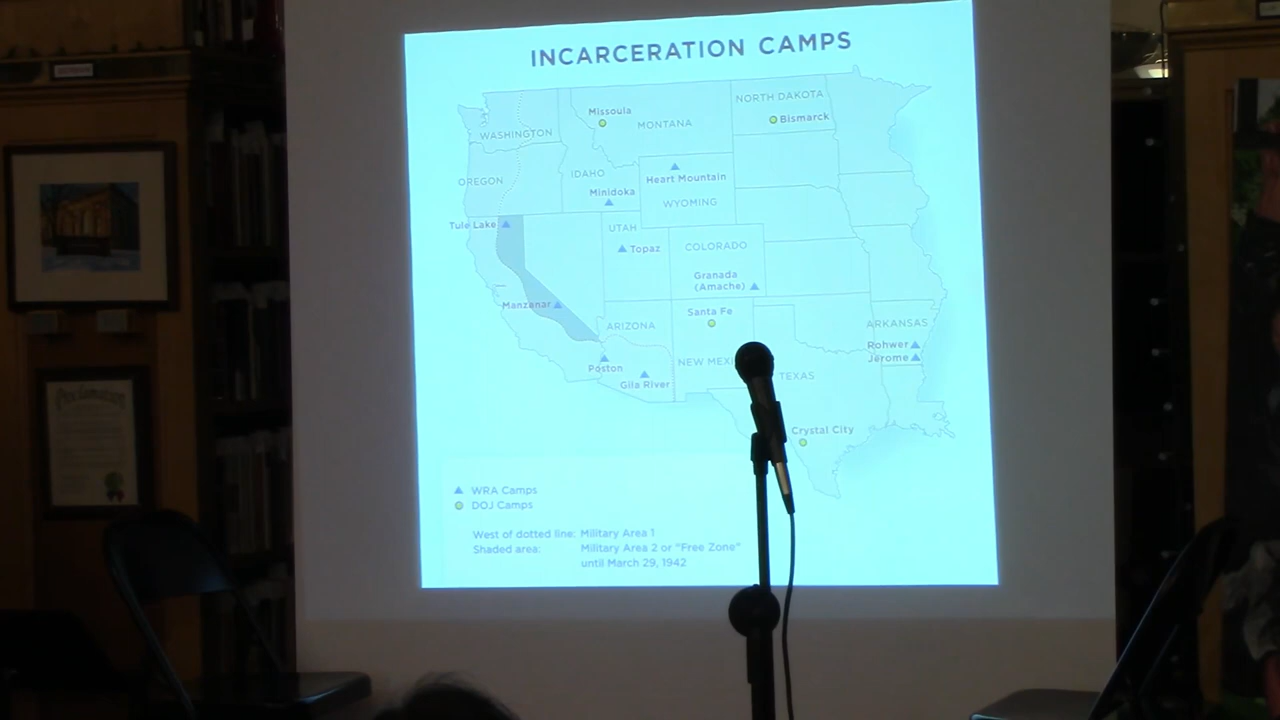 INCARCERATION CAMPS
NORTH DAKOTA
Missoula
Bismarck
MONTANA
WASHINGTON
IDAHO
Heart Mountain
OREGON
Minidoka
WYOMING
Tule Lake
UTAH
Topaz
COLORADO
Granada
(Amache)
Manzanar
Santa Fe
ARIZONA
ARKANSAS
Rohwer
Jerome
Poston
NEW MEXI
Gila River
TEXAS
Crystal City
WRA Camps
DOJ Camps
West of dotted line: Military Area 1
Shaded area: Military Area 2 or "Free Zone"
until March 29, 1942
Proclamation